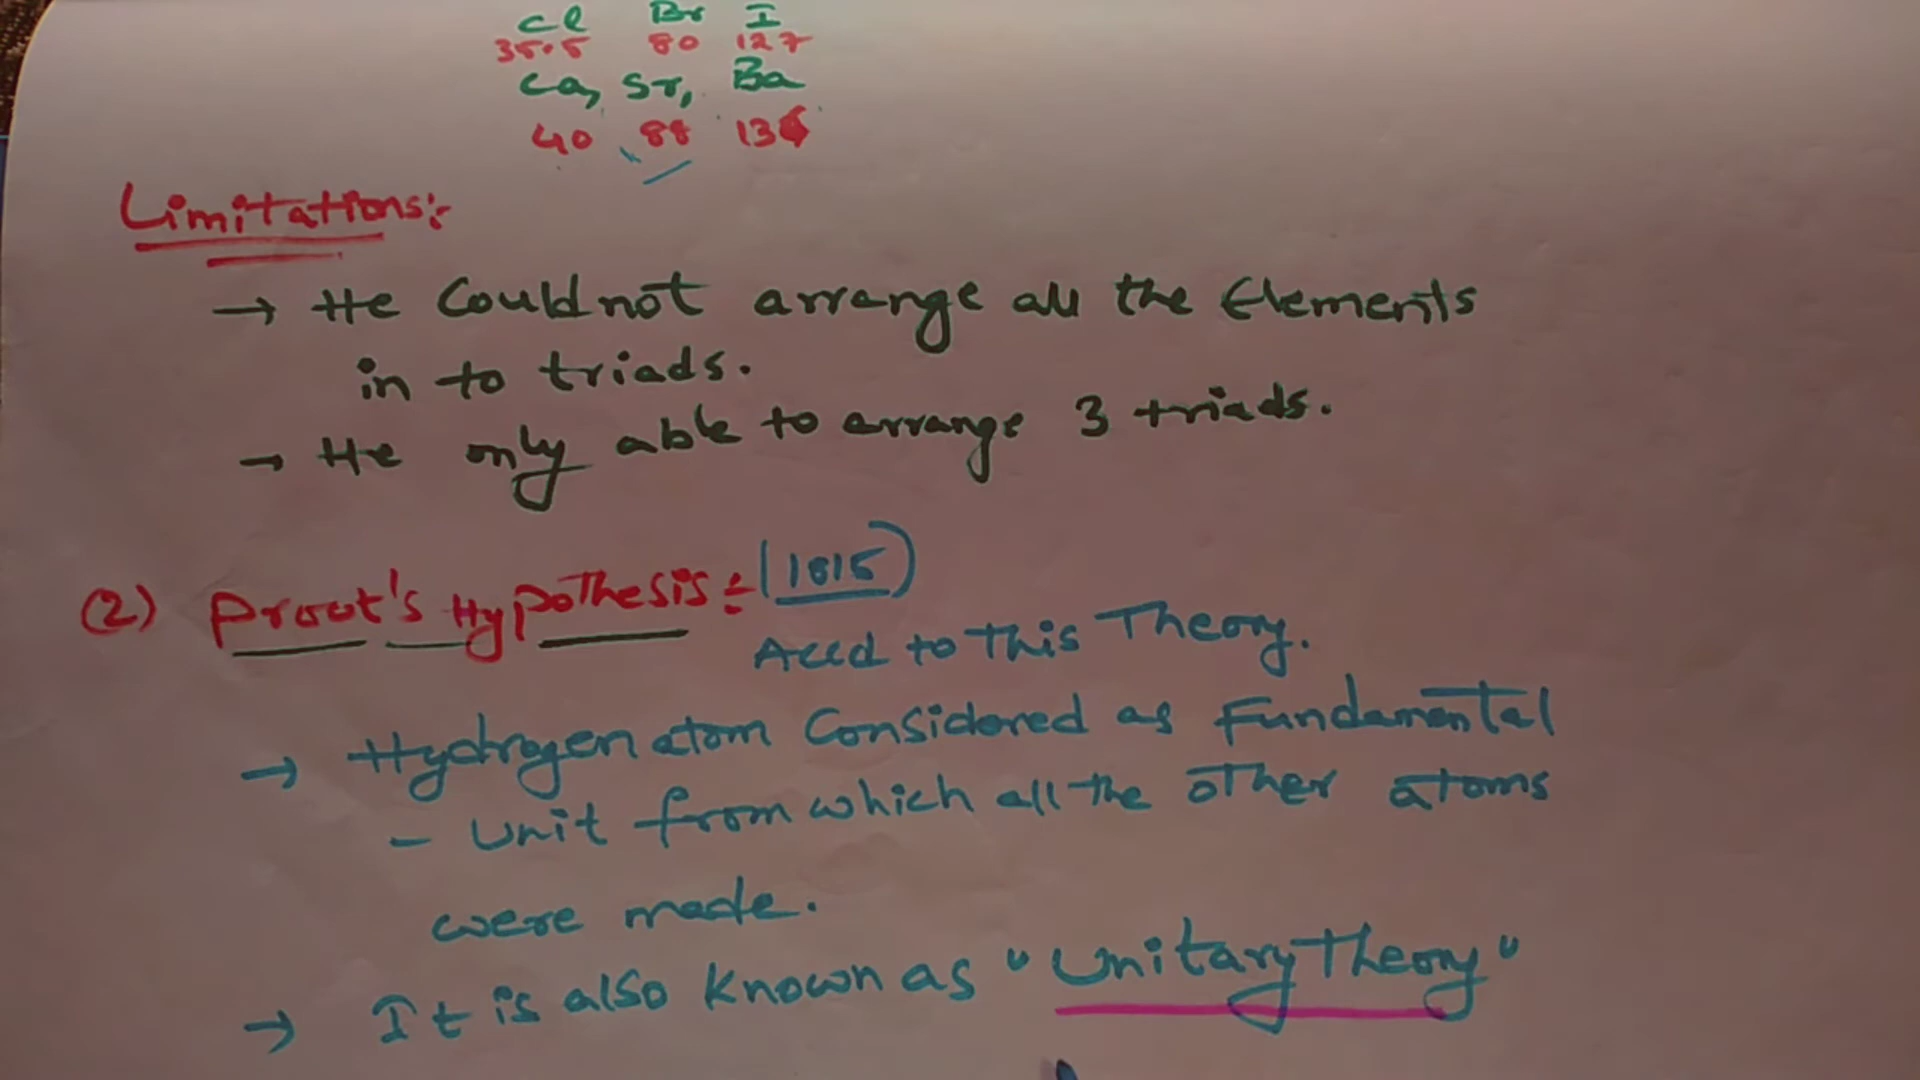 Cl Br I
35.5 80 127
Ca, Sr, Ba
40 88 136
Limitations:-
→ He Could not arrange all the Elements
in to triads.
→ He only able to arrange 3 triads.
(2) Prout's Hypothesis:- (1815)
Accd to This Theory.
→ Hydrogen atom Considered as Fundamental
- Unit from which all the other atoms
were made.
→ It is also known as "Unitary Theory"